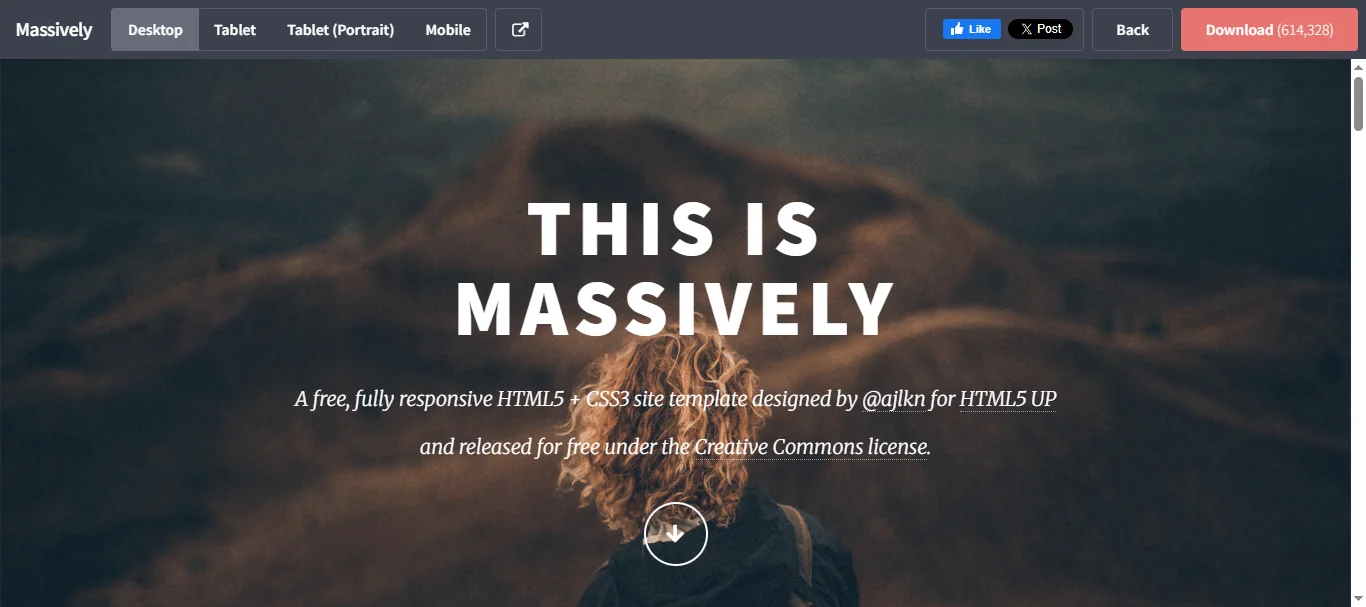 Massively Desktop Tablet Tablet (Portrait) Mobile Like Post Back Download (614,328)
THIS IS
MASSIVELY
A free, fully responsive HTML5 + CSS3 site template designed by @ajlkn for HTML5 UP
and released for free under the Creative Commons license.